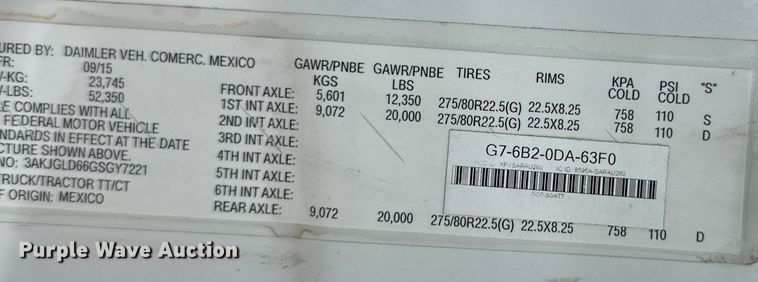 URED BY: DAIMLER VEH. COMERC. MEXICO
FR: 09/15
-KG: 23,745
-LBS: 52,350
LE COMPLIES WITH ALL
FEDERAL MOTOR VEHICLE
NDARDS IN EFFECT AT THE DATE
CTURE SHOWN ABOVE.
NO: 3AKJGLD66GSGY7221
TRUCK/TRACTOR TT/CT
F ORIGIN: MEXICO
GAWR/PNBE GAWR/PNBE TIRES RIMS KPA PSI "S"
KGS LBS COLD COLD
FRONT AXLE: 5,601 12,350 275/80R22.5(G) 22.5X8.25 758 110 S
1ST INT AXLE: 9,072 20,000 275/80R22.5(G) 22.5X8.25 758 110 D
2ND INT AXLE:
3RD INT AXLE:
4TH INT AXLE:
5TH INT AXLE:
6TH INT AXLE:
REAR AXLE: 9,072 20,000 275/80R22.5(G) 22.5X8.25 758 110 D
G7-6B2-0DA-63F0
IC ID: 8595A-SARAU260
Purple Wave Auction